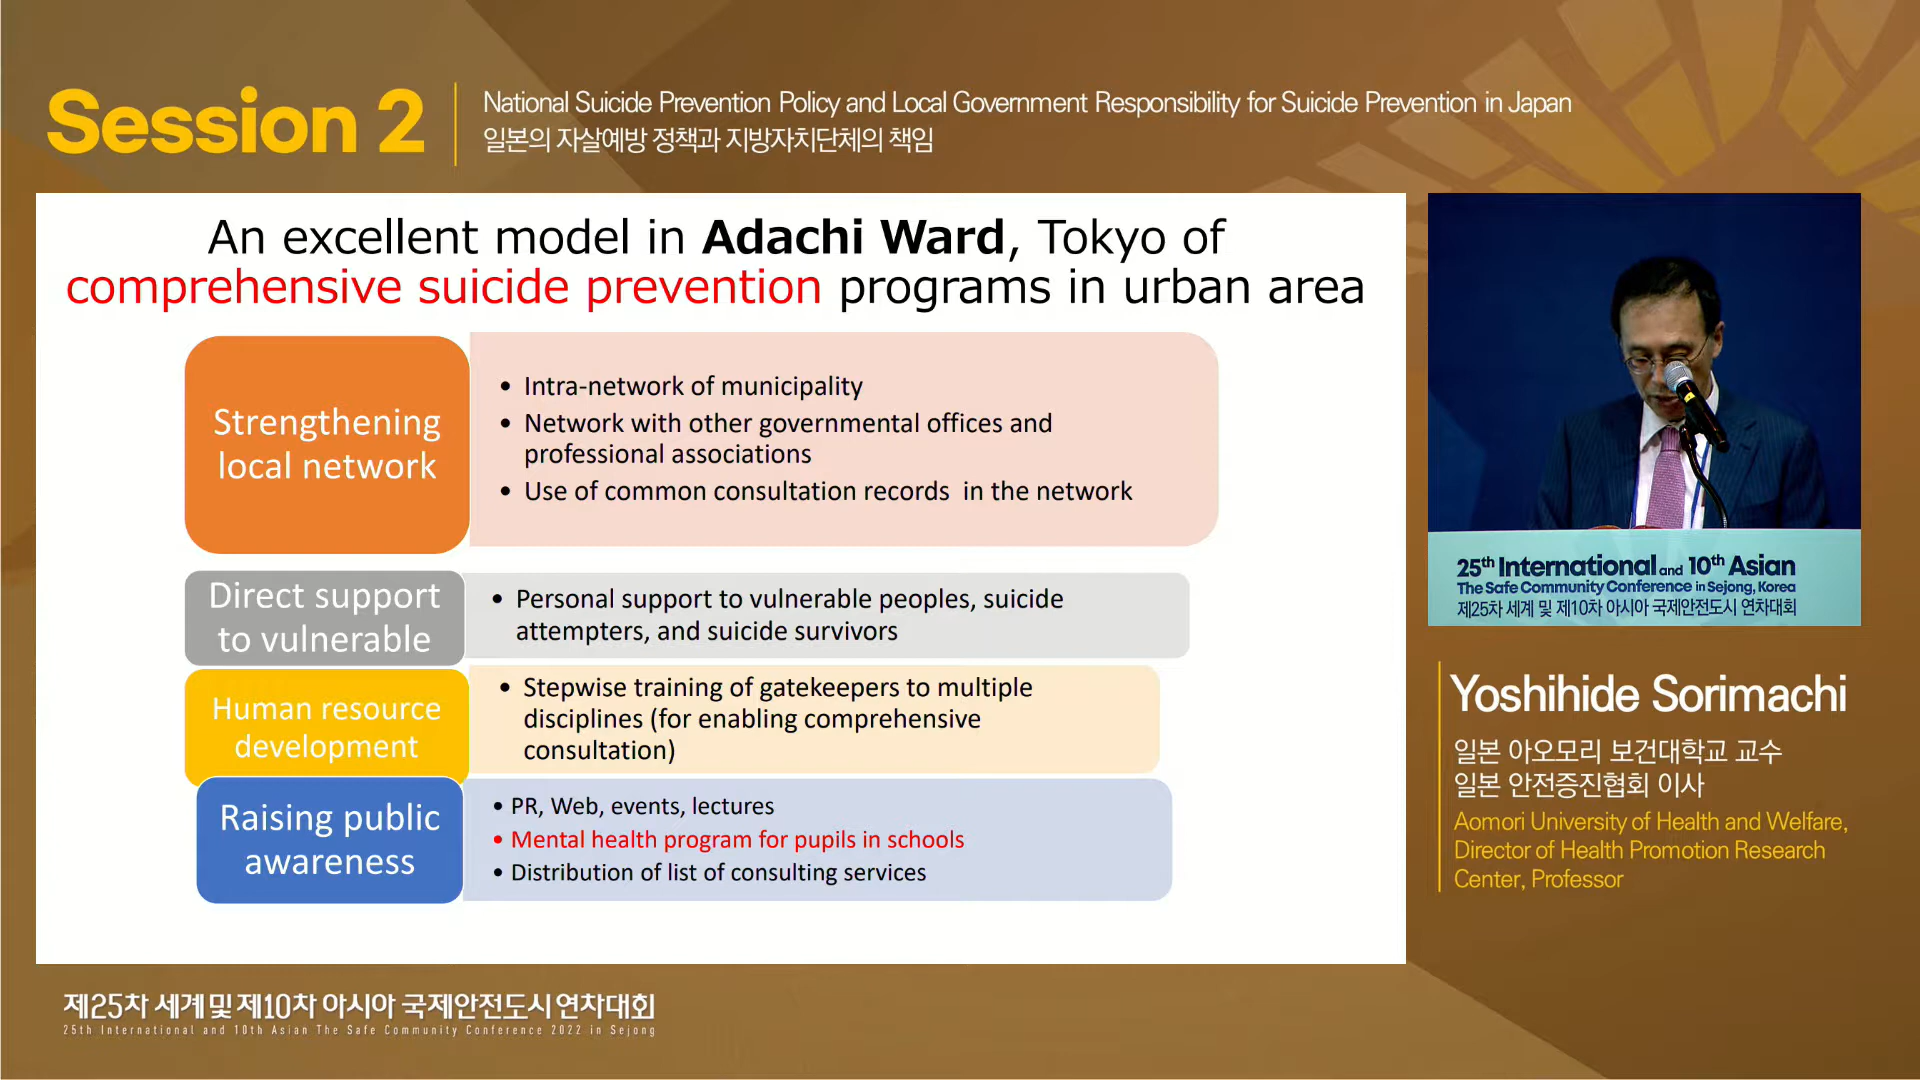 Session 2
National Suicide Prevention Policy and Local Government Responsibility for Suicide Prevention in Japan
일본의 자살예방 정책과 지방자치단체의 책임
An excellent model in Adachi Ward, Tokyo of
comprehensive suicide prevention programs in urban area
Strengthening
local network
• Intra-network of municipality
• Network with other governmental offices and
professional associations
• Use of common consultation records in the network
Direct support
to vulnerable
• Personal support to vulnerable peoples, suicide
attempters, and suicide survivors
Human resource
development
• Stepwise training of gatekeepers to multiple
disciplines (for enabling comprehensive
consultation)
Raising public
awareness
• PR, Web, events, lectures
• Mental health program for pupils in schools
• Distribution of list of consulting services
25th International and 10th Asian
The Safe Community Conference in Sejong, Korea
제25차 세계 및 제10차 아시아 국제안전도시 연차대회
Yoshihide Sorimachi
일본 아오모리 보건대학교 교수
일본 안전증진협회 이사
Aomori University of Health and Welfare,
Director of Health Promotion Research
Center, Professor
제25차 세계 및 제10차 아시아 국제안전도시 연차대회
25th International and 10th Asian The Safe Community Conference 2022 in Sejong